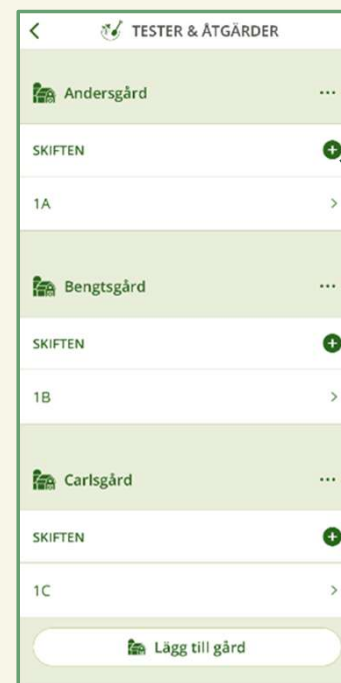 TESTER & ÅTGÄRDER
Andersgård
SKIFTEN
1A
Bengtsgård
SKIFTEN
1B
Carlsgård
SKIFTEN
1C
Lägg till gård